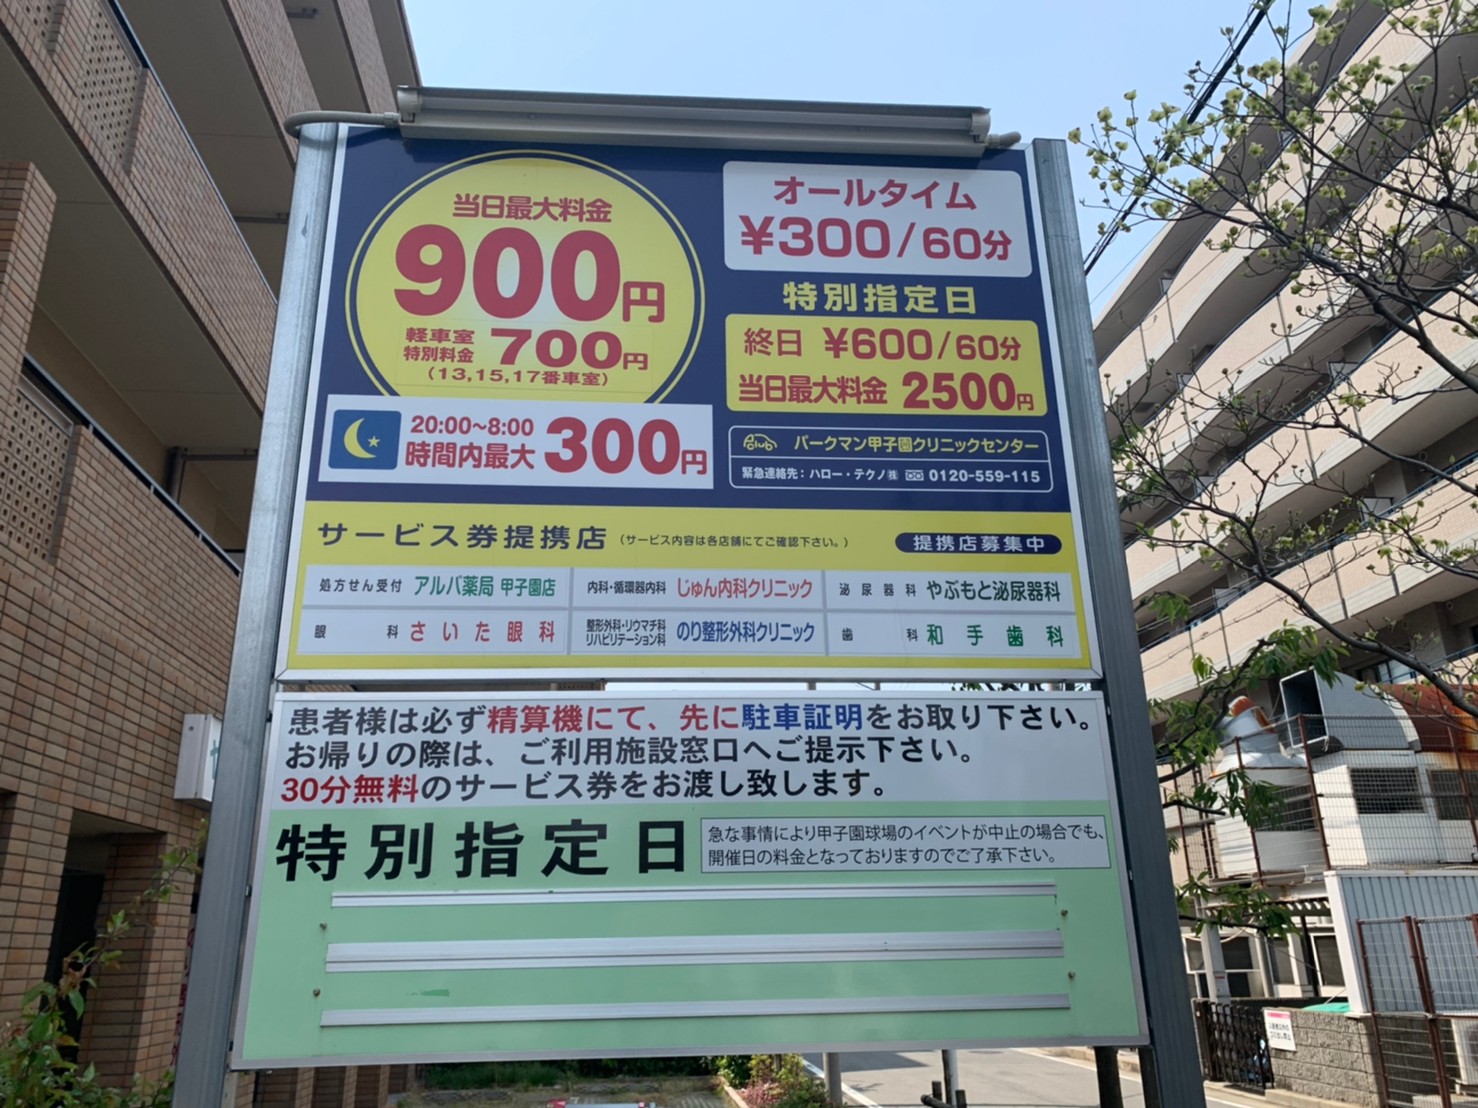 当日最大料金
900円
軽車室
特別料金 700円
(13,15,17番車室)
20:00~8:00
時間内最大 300円
オールタイム
¥300/60分
特別指定日
終日 ¥600/60分
当日最大料金 2500円
Club パークマン甲子園クリニックセンター
緊急連絡先:ハロー・テクノ㈱ 0120-559-115
サービス券提携店 (サービス内容は各店舗にてご確認下さい。) 提携店募集中
処方せん受付 アルバ薬局 甲子園店 内科・循環器内科 じゅん内科クリニック 泌尿器科 やぶもと泌尿器科
眼科 さいた眼科 整形外科・リウマチ科 リハビリテーション科 のり整形外科クリニック 歯科 和手歯科
患者様は必ず精算機にて、先に駐車証明をお取り下さい。
お帰りの際は、ご利用施設窓口へご提示下さい。
30分無料のサービス券をお渡し致します。
特別指定日
急な事情により甲子園球場のイベントが中止の場合でも、
開催日の料金となっておりますのでご了承下さい。